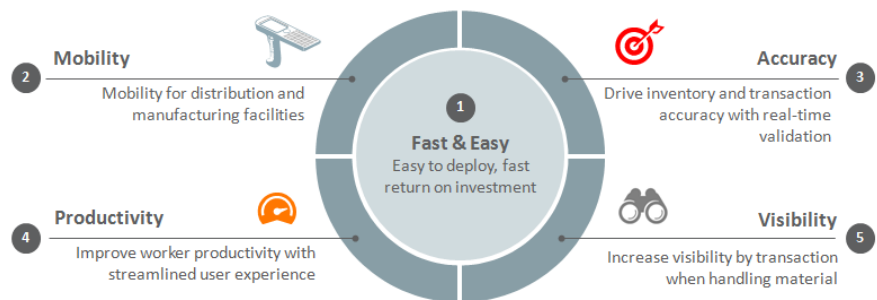 2
Mobility
Mobility for distribution and
manufacturing facilities
1
Fast & Easy
Easy to deploy, fast
return on investment
3
Accuracy
Drive inventory and transaction
accuracy with real-time
validation
4
Productivity
Improve worker productivity with
streamlined user experience
5
Visibility
Increase visibility by transaction
when handling material